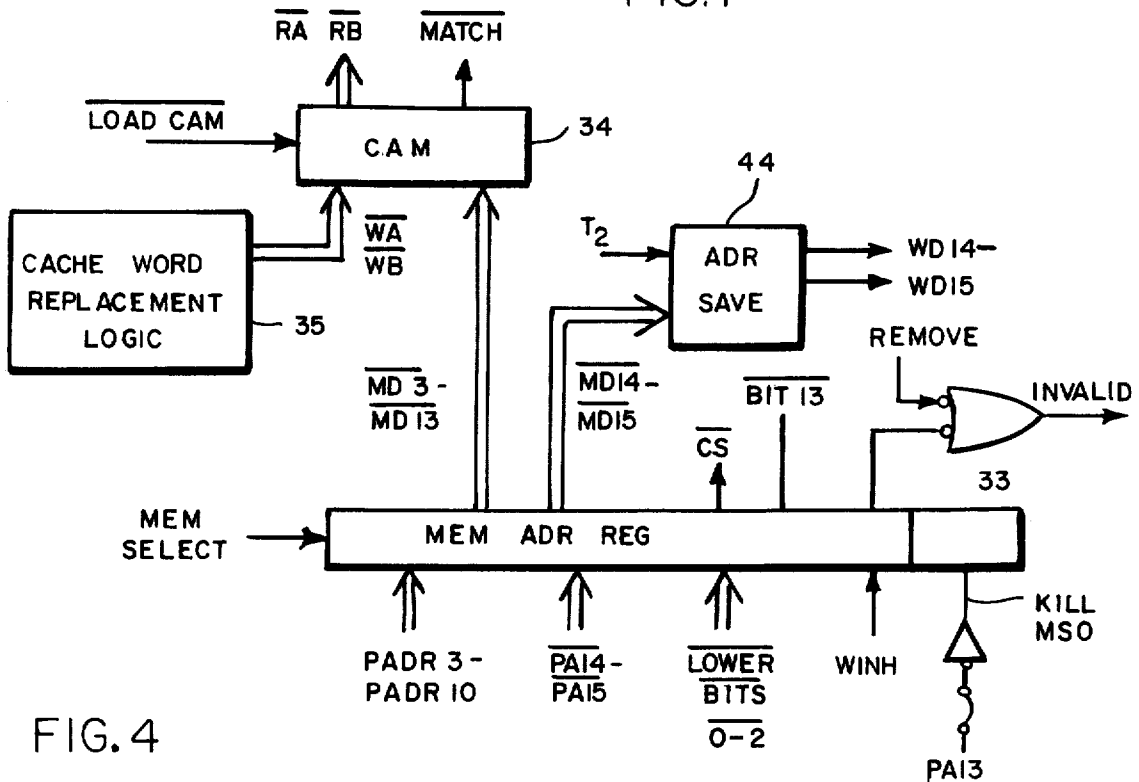 FIG. 1
RA RB MATCH
LOAD CAM
C.A M
34
CACHE WORD
REPLACEMENT
LOGIC
35
WA
WB
44
T2
ADR
SAVE
WD14-
WD15
REMOVE
INVALID
33
MD 3 -
MD 13
MD14-
MD15
CS
BIT 13
MEM
SELECT
MEM ADR REG
KILL
MSO
PADR 3 -
PADR 10
PA14-
PA15
LOWER
BITS
0-2
WINH
PA13
FIG. 4